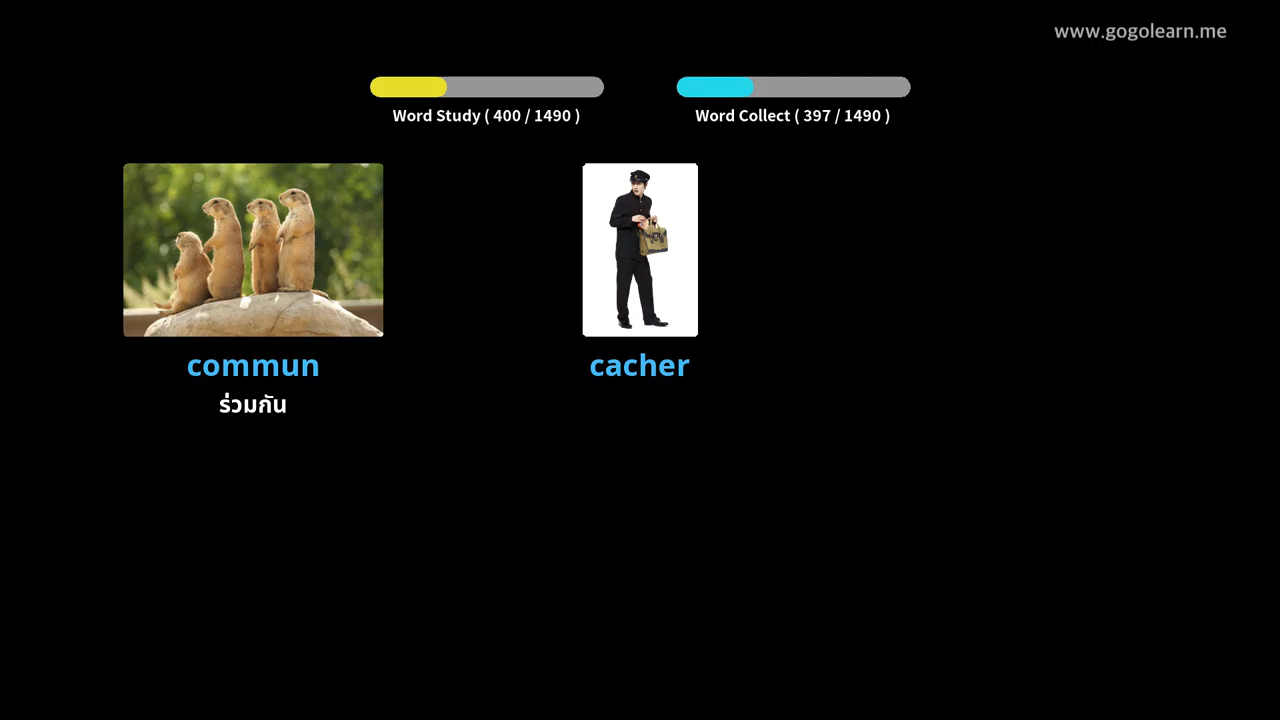 www.gogolearn.me
Word Study ( 400 / 1490 )
Word Collect ( 397 / 1490 )
commun
ร่วมกัน
cacher